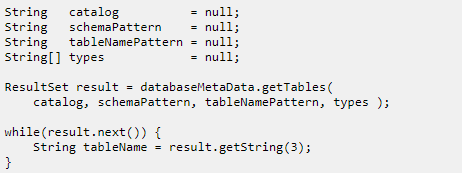 String   catalog          = null;
String   schemaPattern    = null;
String   tableNamePattern = null;
String[] types            = null;

ResultSet result = databaseMetaData.getTables(
    catalog, schemaPattern, tableNamePattern, types );

while(result.next()) {
    String tableName = result.getString(3);
}